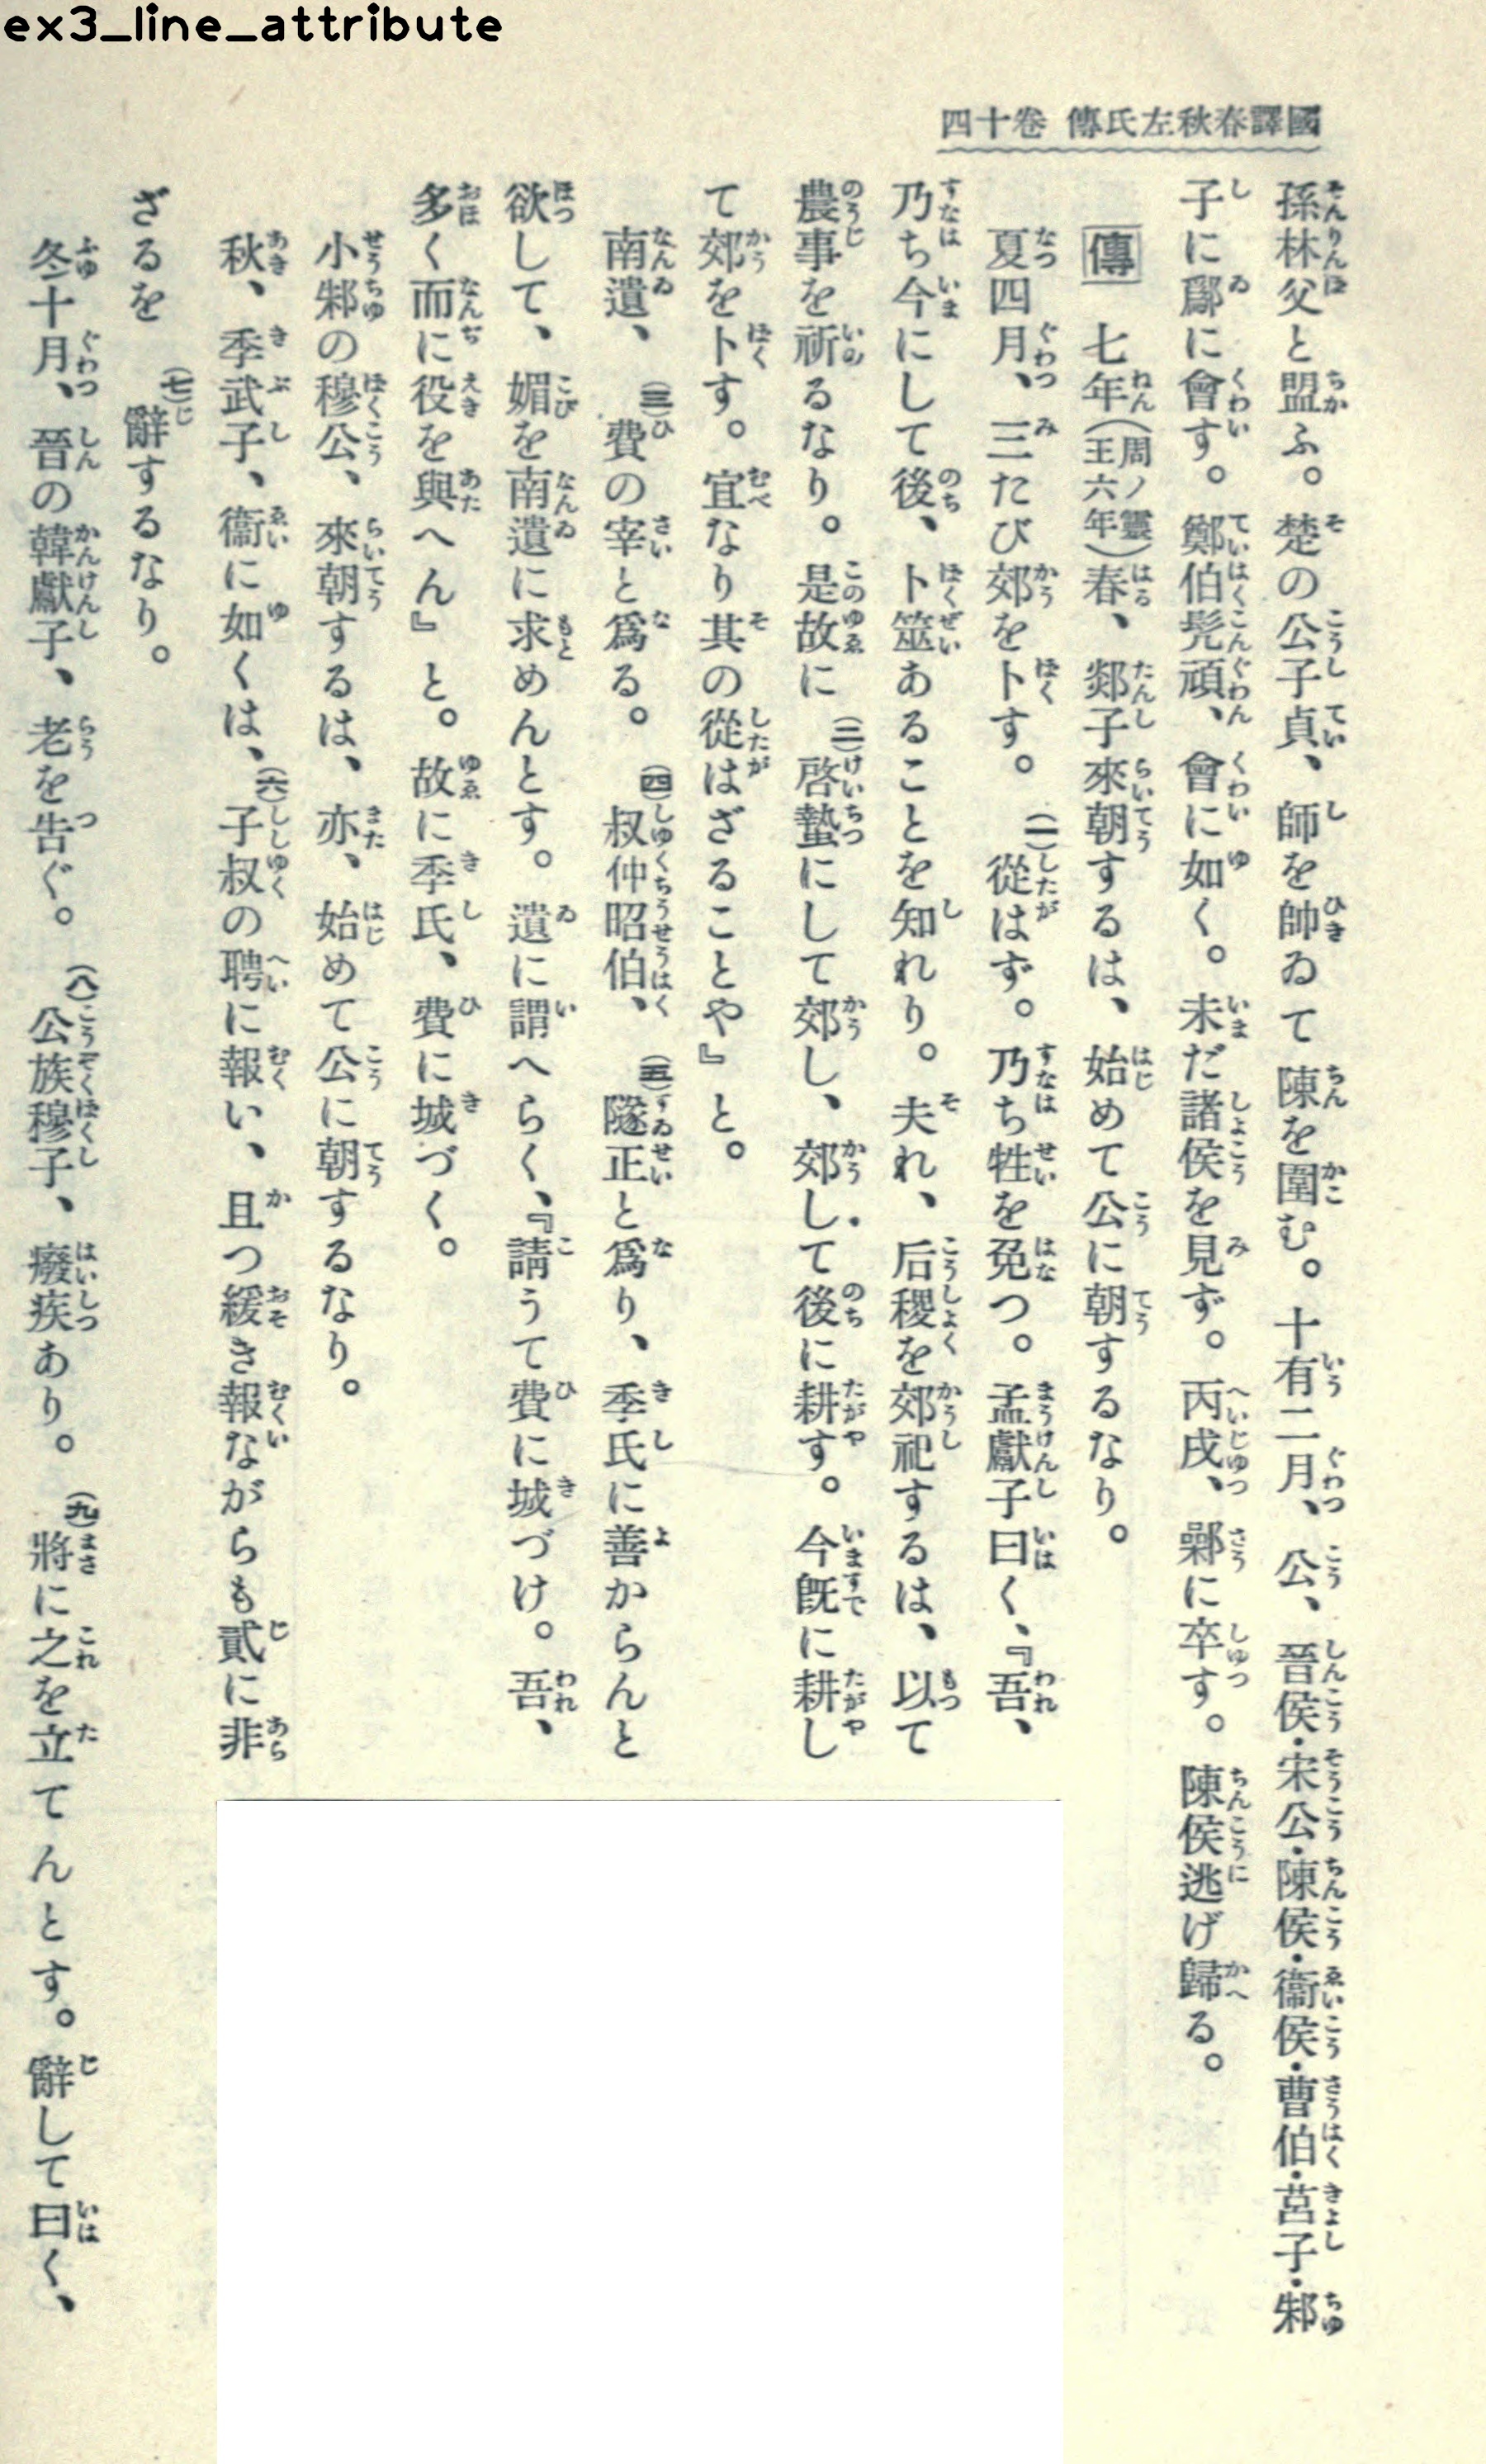 ex3_line_attribute
國譯春秋左氏傳 卷十四
孫林父と盟ふ。楚の公子貞、師を帥ゐて陳を圍む。十有二月、公、晉侯・宋公・陳侯・衞侯・曹伯・莒子・邾
子に鄬に會す。鄭伯髠頑、會に如く。未だ諸侯を見ず。丙戌、鄵に卒す。陳侯逃げ歸る。
傳 七年(周ノ靈王六年)春、郯子來朝するは、始めて公に朝するなり。
夏四月、三たび郊を卜す。(一)從はず。乃ち牲を免つ。孟獻子曰く、『吾、
乃ち今にして後、卜筮あることを知れり。夫れ、后稷を郊祀するは、以て
農事を祈るなり。是故に(二)啓蟄にして郊し、郊して後に耕す。今既に耕し
て郊を卜す。宜なり其の從はざることや』と。
南遺、(三)費の宰と爲る。(四)叔仲昭伯、(五)隧正と爲り、季氏に善からんと
欲して、媚を南遺に求めんとす。遺に謂へらく、『請うて費に城づけ。吾、
多く而に役を與へん』と。故に季氏、費に城づく。
小邾の穆公、來朝するは、亦、始めて公に朝するなり。
秋、季武子、衞に如くは、(六)子叔の聘に報い、且つ緩き報ながらも貳に非
ざるを(七)辭するなり。
冬十月、晉の韓獻子、老を告ぐ。(八)公族穆子、癈疾あり。(九)將に之を立てんとす。辭して曰く、